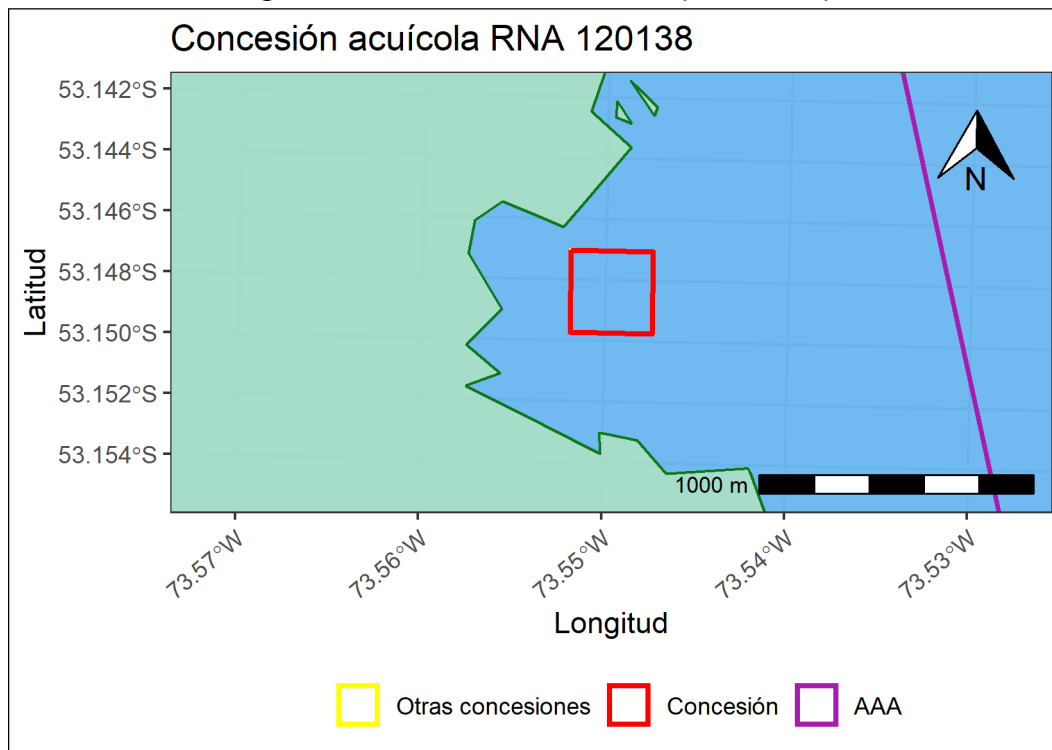 Concesión acuícola RNA 120138
53.142°S
53.144°S
53.146°S
53.148°S
53.150°S
53.152°S
53.154°S
Latitud
N
1000 m
73.57°W
73.56°W
73.55°W
73.54°W
73.53°W
Longitud
Otras concesiones
Concesión
AAA